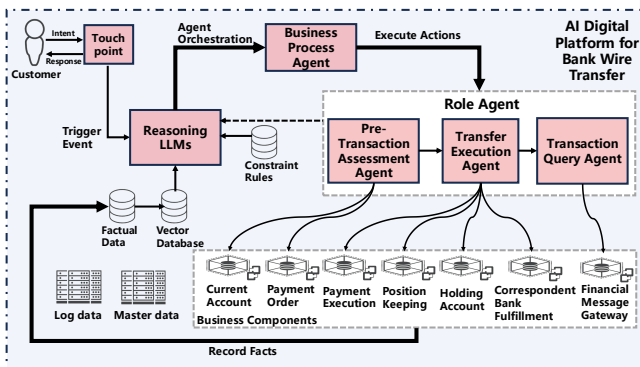 AI Digital
Platform for
Bank Wire
Transfer
Intent
Response
Customer
Touch
point
Agent
Orchestration
Business
Process
Agent
Execute Actions
Role Agent
Trigger
Event
Reasoning
LLMs
Constraint
Rules
Pre-
Transaction
Assessment
Agent
Transfer
Execution
Agent
Transaction
Query Agent
Factual
Data
Vector
Database
Log data
Master data
Current
Account
Payment
Order
Payment
Execution
Position
Keeping
Holding
Account
Correspondent
Bank
Fulfillment
Financial
Message
Gateway
Business Components
Record Facts